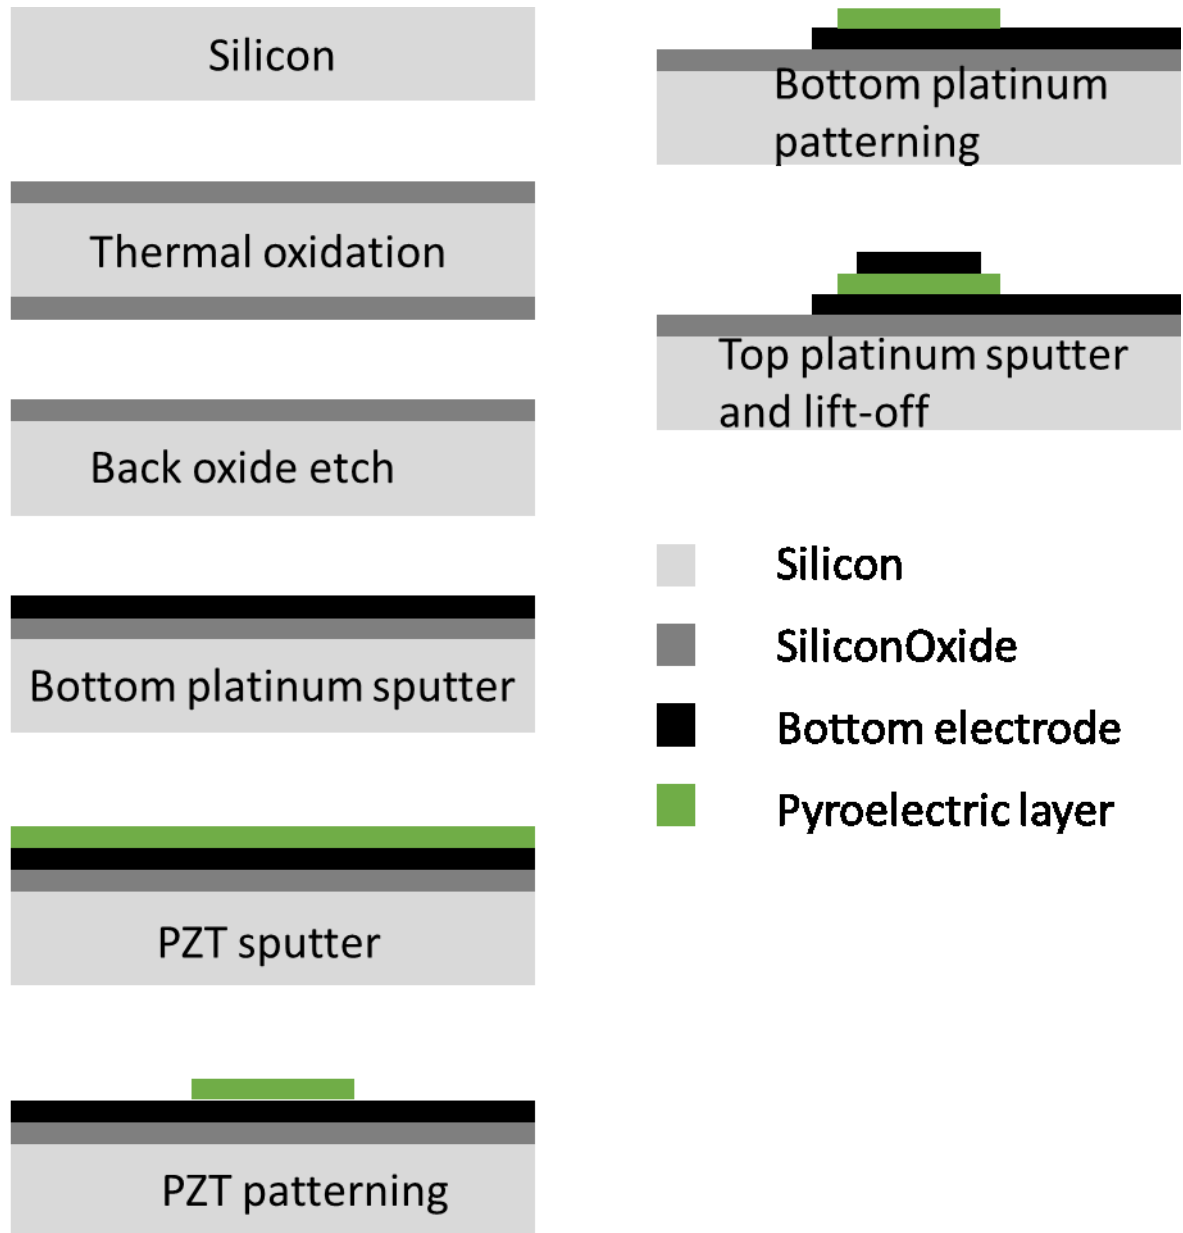 Silicon
Thermal oxidation
Back oxide etch
Bottom platinum sputter
PZT sputter
PZT patterning
Bottom platinum
patterning
Top platinum sputter
and lift-off
Silicon
SiliconOxide
Bottom electrode
Pyroelectric layer